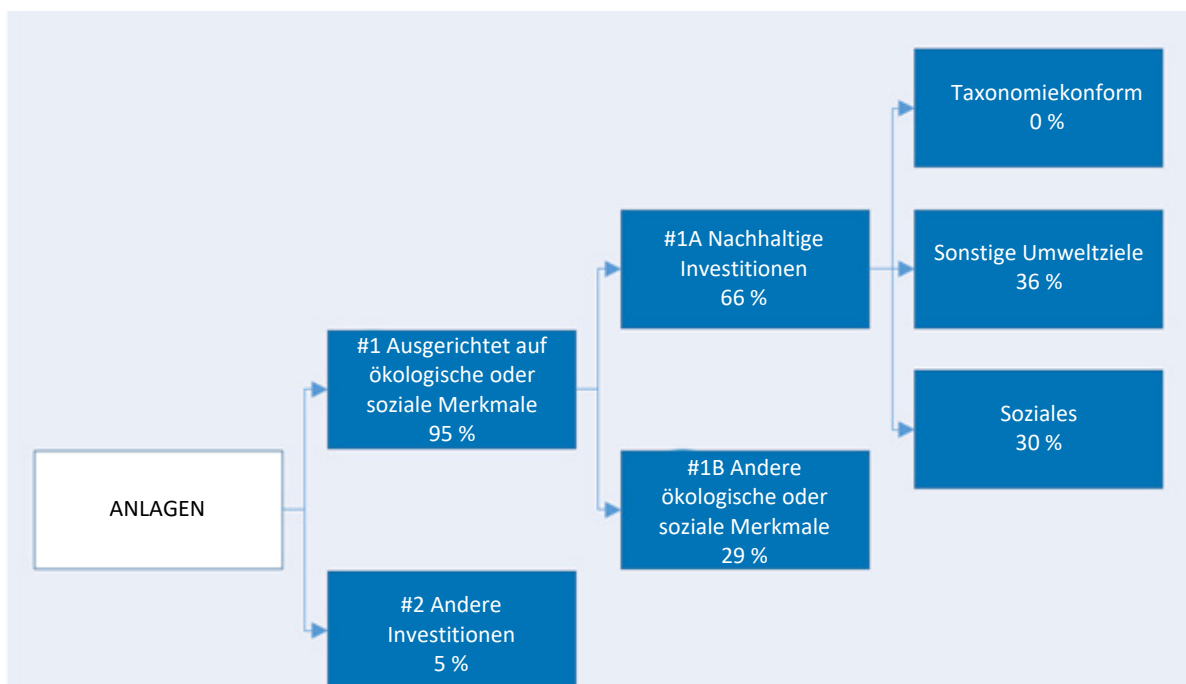 ANLAGEN
#1 Ausgerichtet auf
ökologische oder
soziale Merkmale
95 %
#2 Andere
Investitionen
5 %
#1A Nachhaltige
Investitionen
66 %
#1B Andere
ökologische oder
soziale Merkmale
29 %
Taxonomiekonform
0 %
Sonstige Umweltziele
36 %
Soziales
30 %